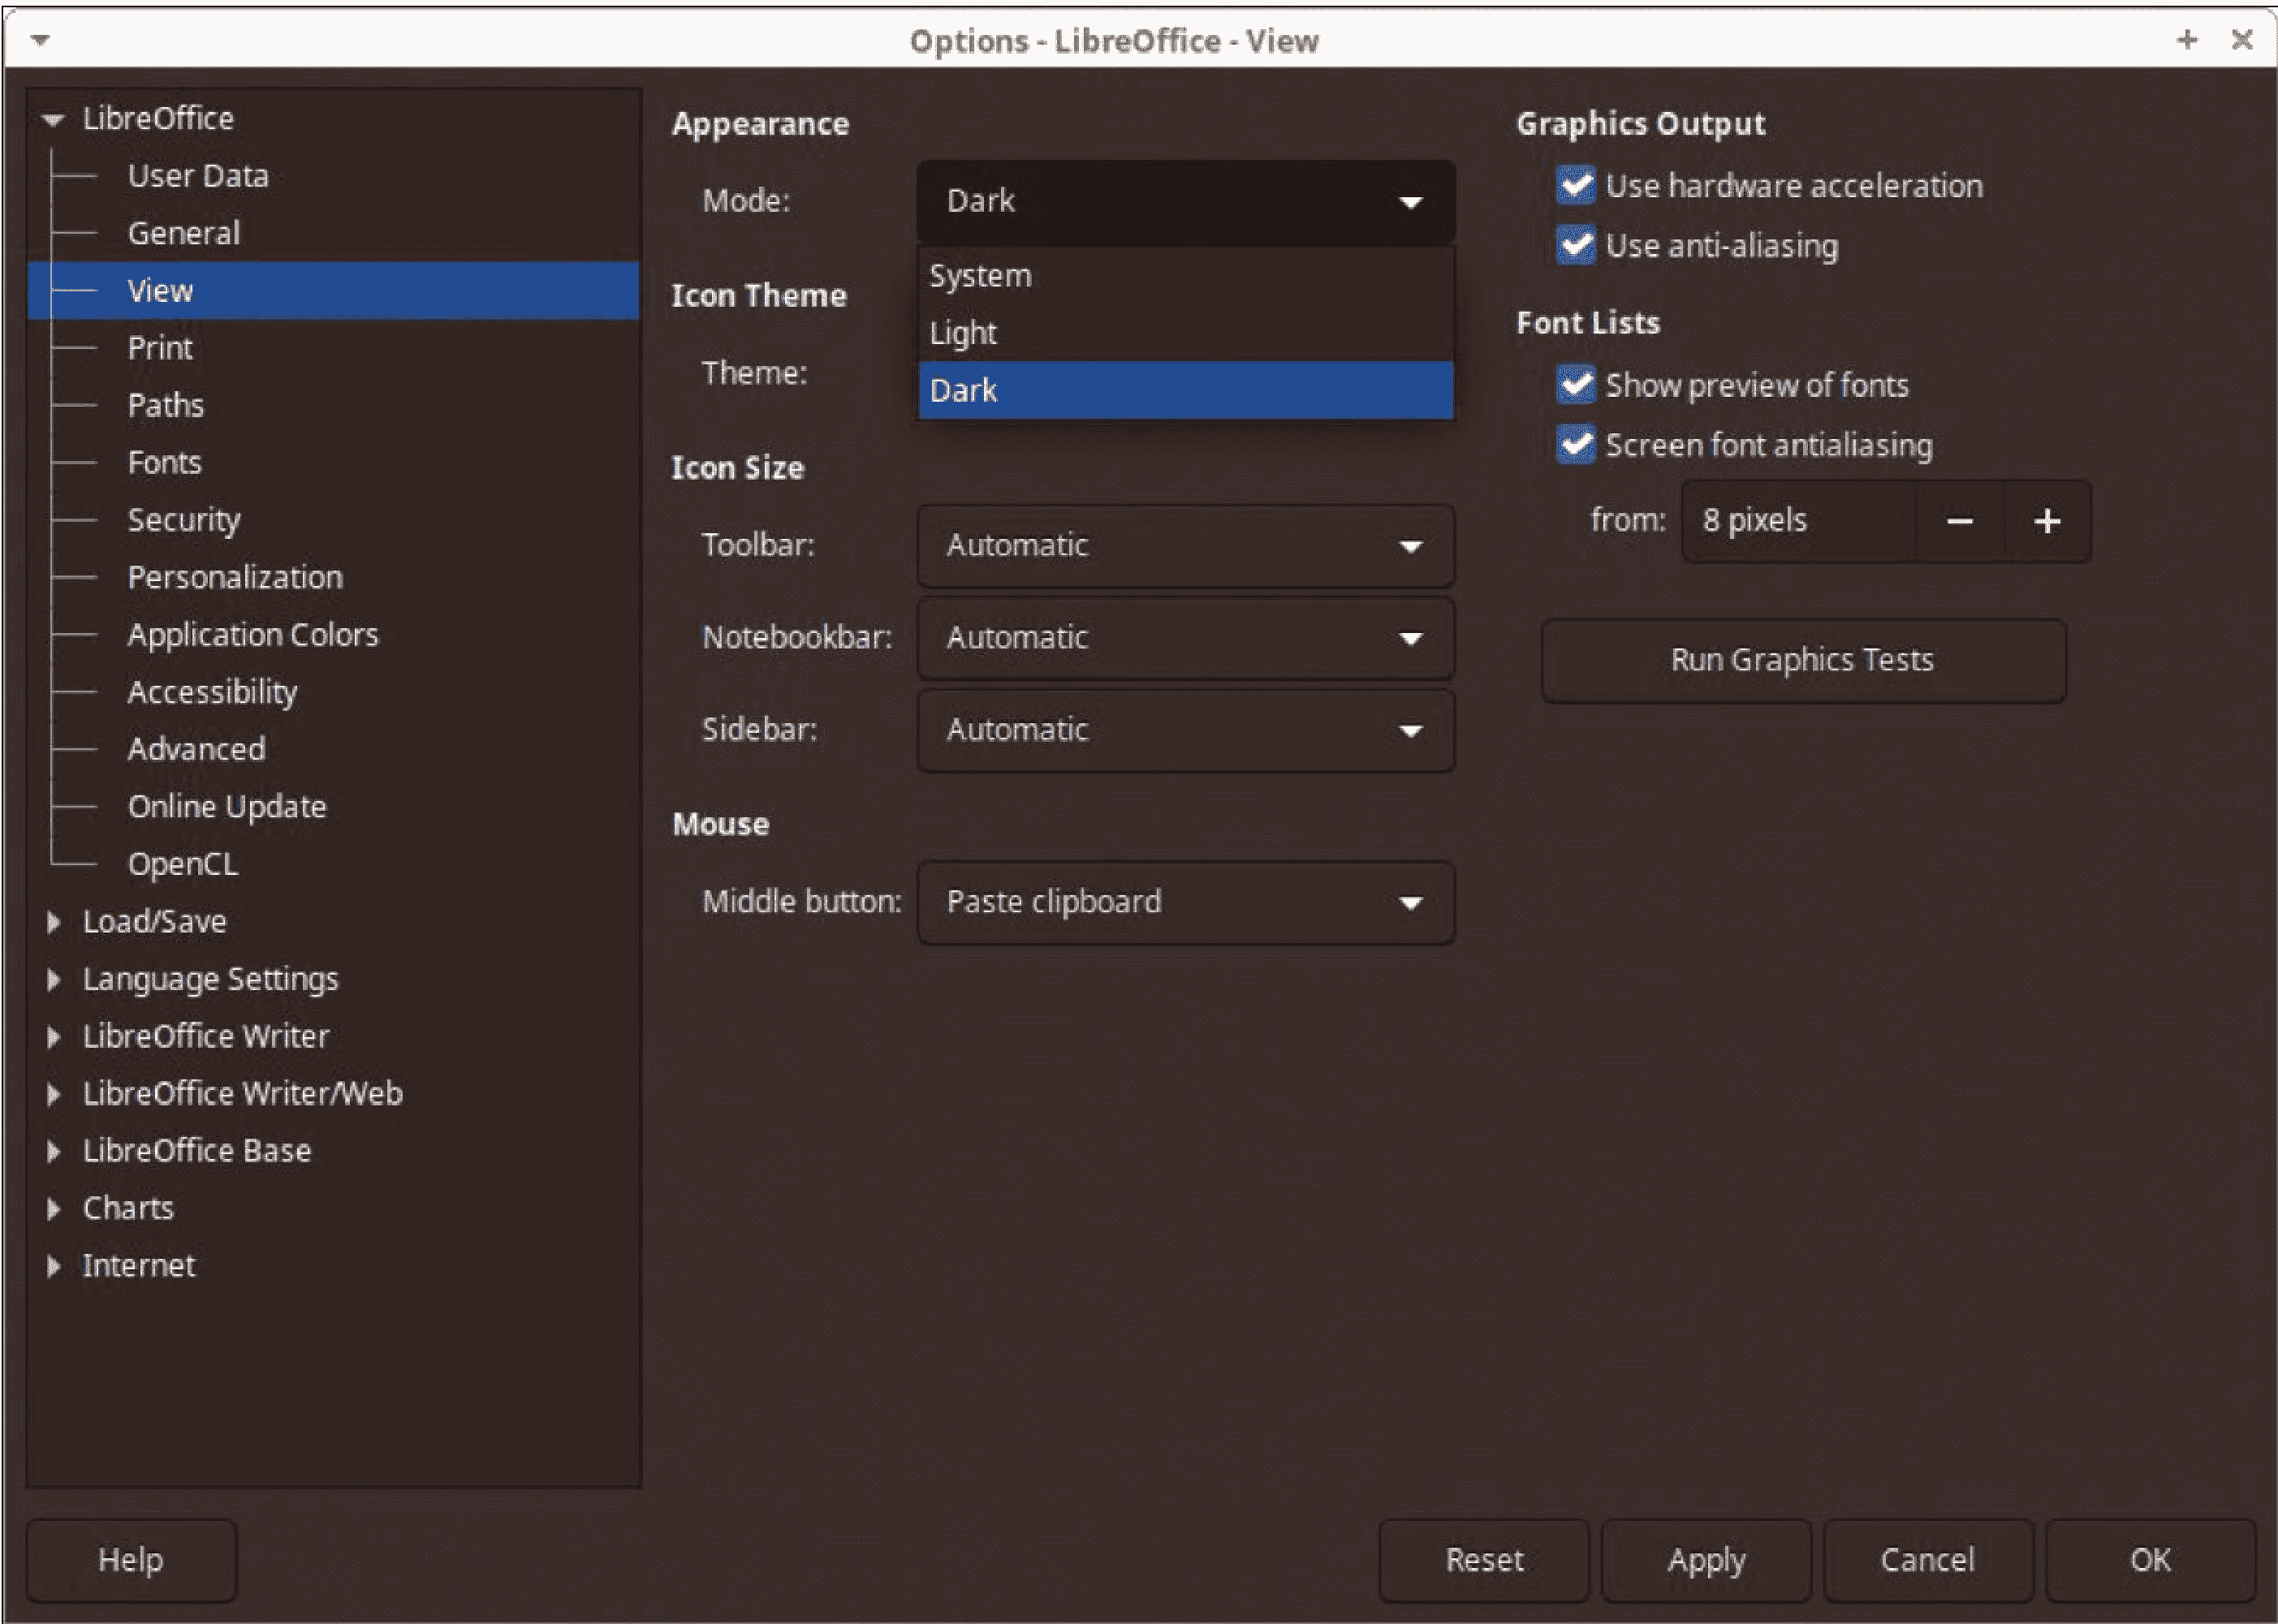 Options - LibreOffice - View
LibreOffice
User Data
General
View
Print
Paths
Fonts
Security
Personalization
Application Colors
Accessibility
Advanced
Online Update
OpenCL
Load/Save
Language Settings
LibreOffice Writer
LibreOffice Writer/Web
LibreOffice Base
Charts
Internet
Appearance
Mode: Dark
System
Light
Dark
Icon Theme
Theme:
Icon Size
Toolbar: Automatic
Notebookbar: Automatic
Sidebar: Automatic
Mouse
Middle button: Paste clipboard
Graphics Output
Use hardware acceleration
Use anti-aliasing
Font Lists
Show preview of fonts
Screen font antialiasing
from: 8 pixels
Run Graphics Tests
Help
Reset
Apply
Cancel
OK